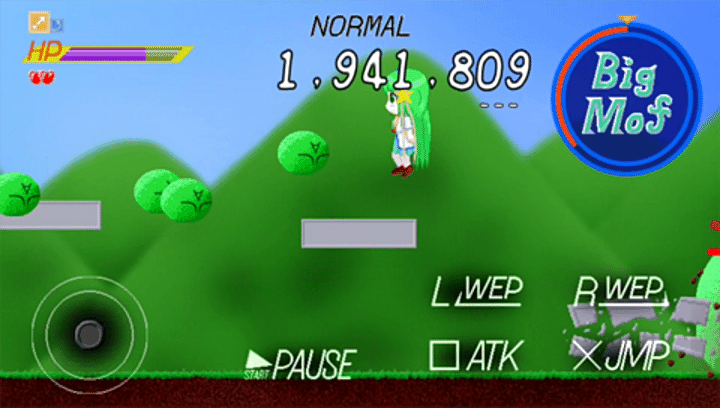 NORMAL
HP
1,941,809
---
Big
Mof
L WEP
R WEP
START PAUSE
□ ATK
× JMP